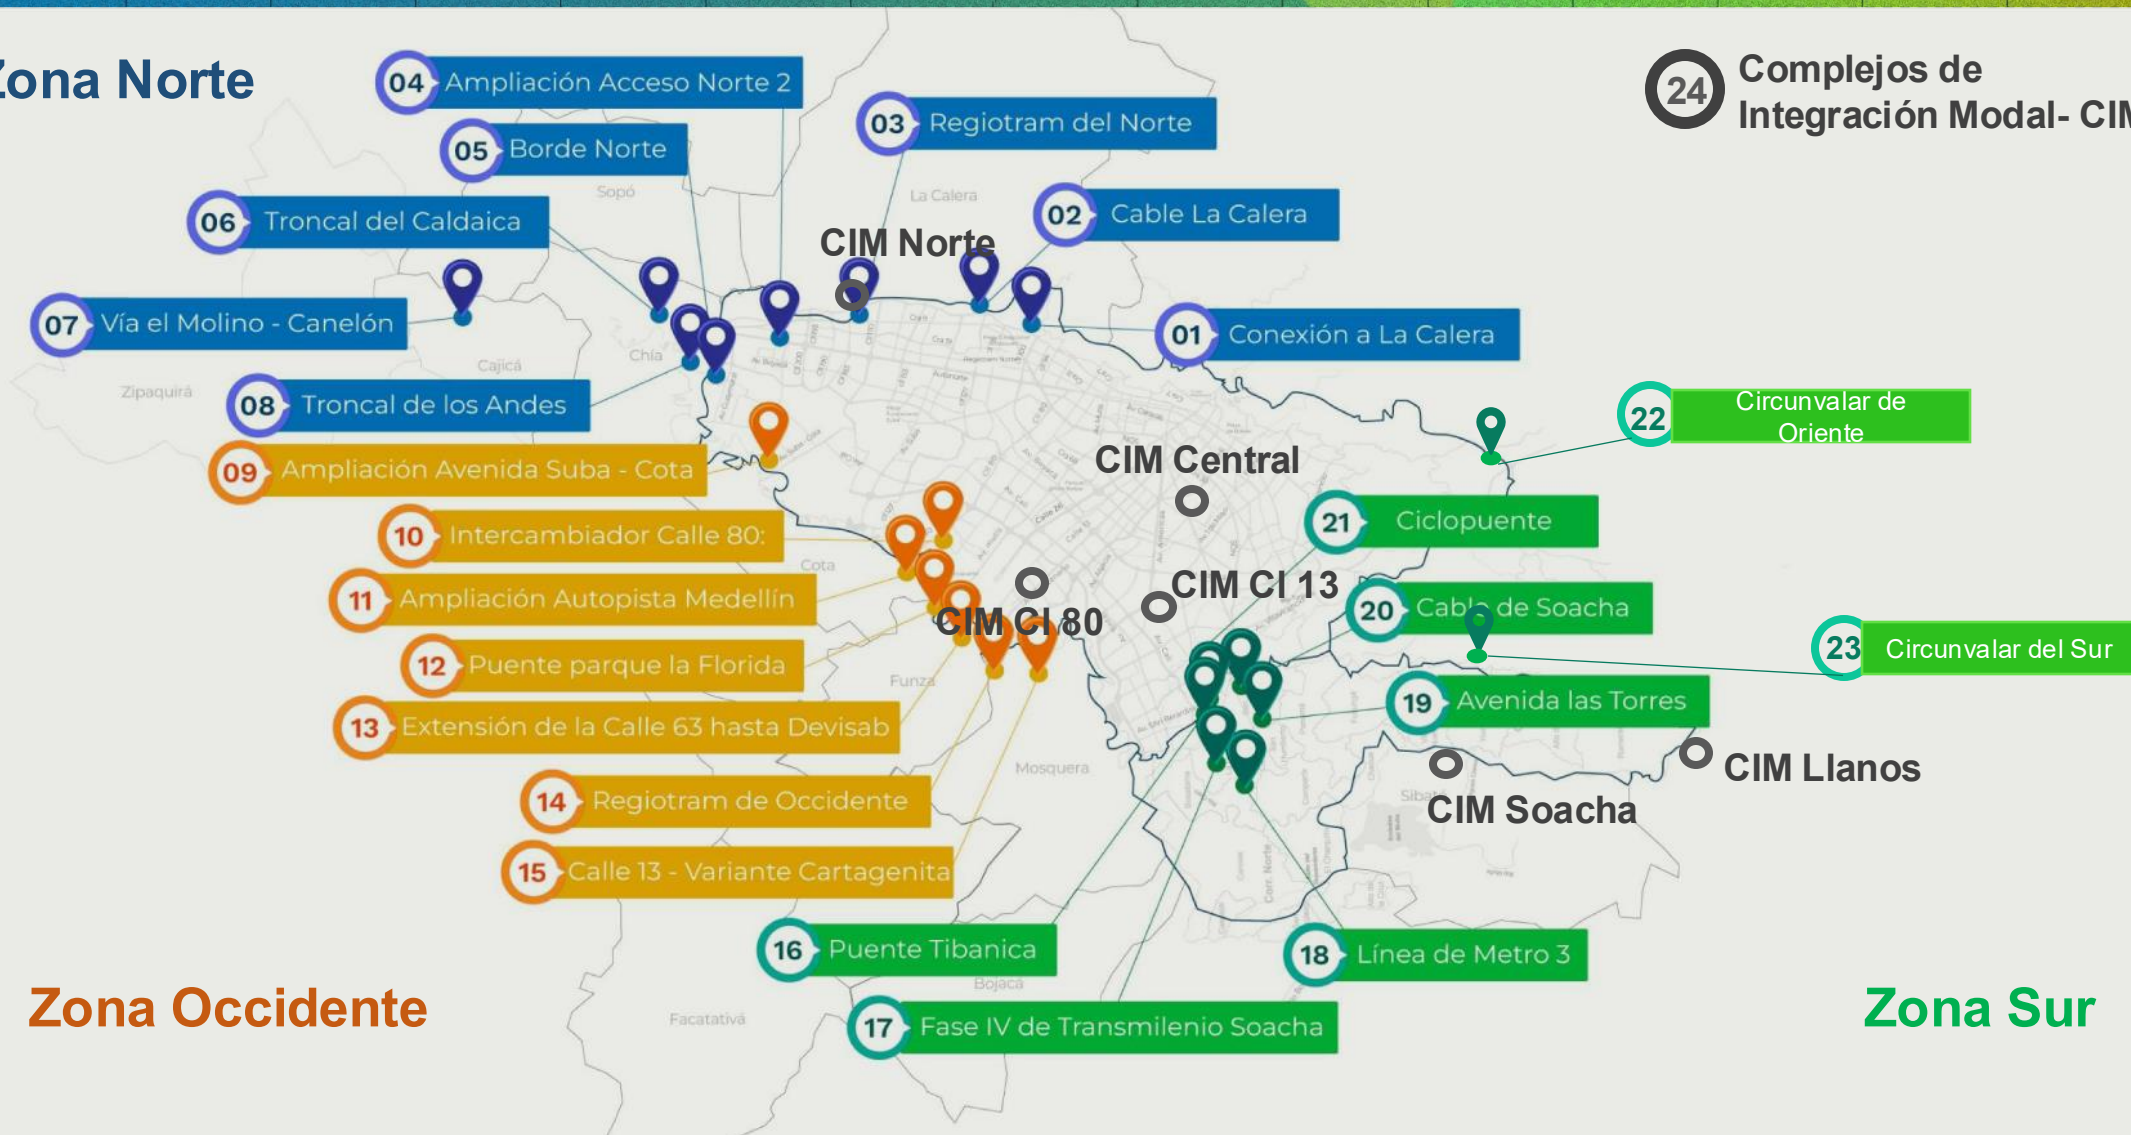 Zona Norte
04 Ampliación Acceso Norte 2
05 Borde Norte
03 Regiotram del Norte
24 Complejos de
Integración Modal- CIM
Sopó
La Calera
06 Troncal del Caldaica
02 Cable La Calera
CIM Norte
07 Vía el Molino - Canelón
01 Conexión a La Calera
Chía
Cajicá
Zipaquirá
08 Troncal de los Andes
22 Circunvalar de
Oriente
09 Ampliación Avenida Suba - Cota
CIM Central
10 Intercambiador Calle 80:
21 Ciclopuente
Cota
11 Ampliación Autopista Medellín
CIM Cl 13
CIM Cl 80
20 Cable de Soacha
12 Puente parque la Florida
23 Circunvalar del Sur
Funza
19 Avenida las Torres
13 Extensión de la Calle 63 hasta Devisab
Mosquera
CIM Llanos
Sibaté
CIM Soacha
14 Regiotram de Occidente
15 Calle 13 - Variante Cartagenita
16 Puente Tibanica
18 Línea de Metro 3
Bojacá
Zona Occidente
Facatativá
17 Fase IV de Transmilenio Soacha
Zona Sur